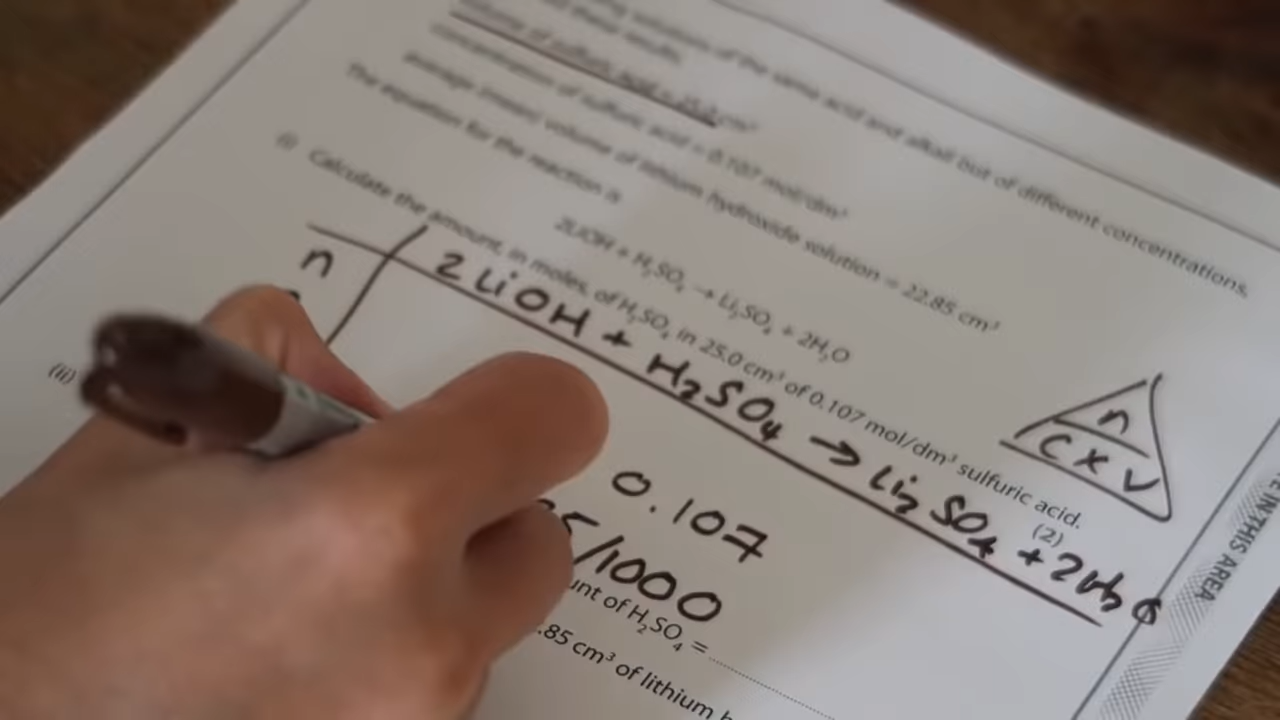 solutions of the same acid and alkali but of different concentrations.
these results.
Volume of sulfuric acid = 25.0 cm³
Concentration of sulfuric acid = 0.107 mol/dm³
average (mean) volume of lithium hydroxide solution = 22.85 cm³
The equation for the reaction is
2LiOH + H₂SO₄ → Li₂SO₄ + 2H₂O
(i) Calculate the amount, in moles, of H₂SO₄ in 25.0 cm³ of 0.107 mol/dm³ sulfuric acid.
(2)
2LiOH + H₂SO₄ → Li₂SO₄ + 2H₂O
n
n
C X V
0.107
/1000
unt of H₂SO₄ =
(ii)
.85 cm³ of lithium
E IN THIS AREA